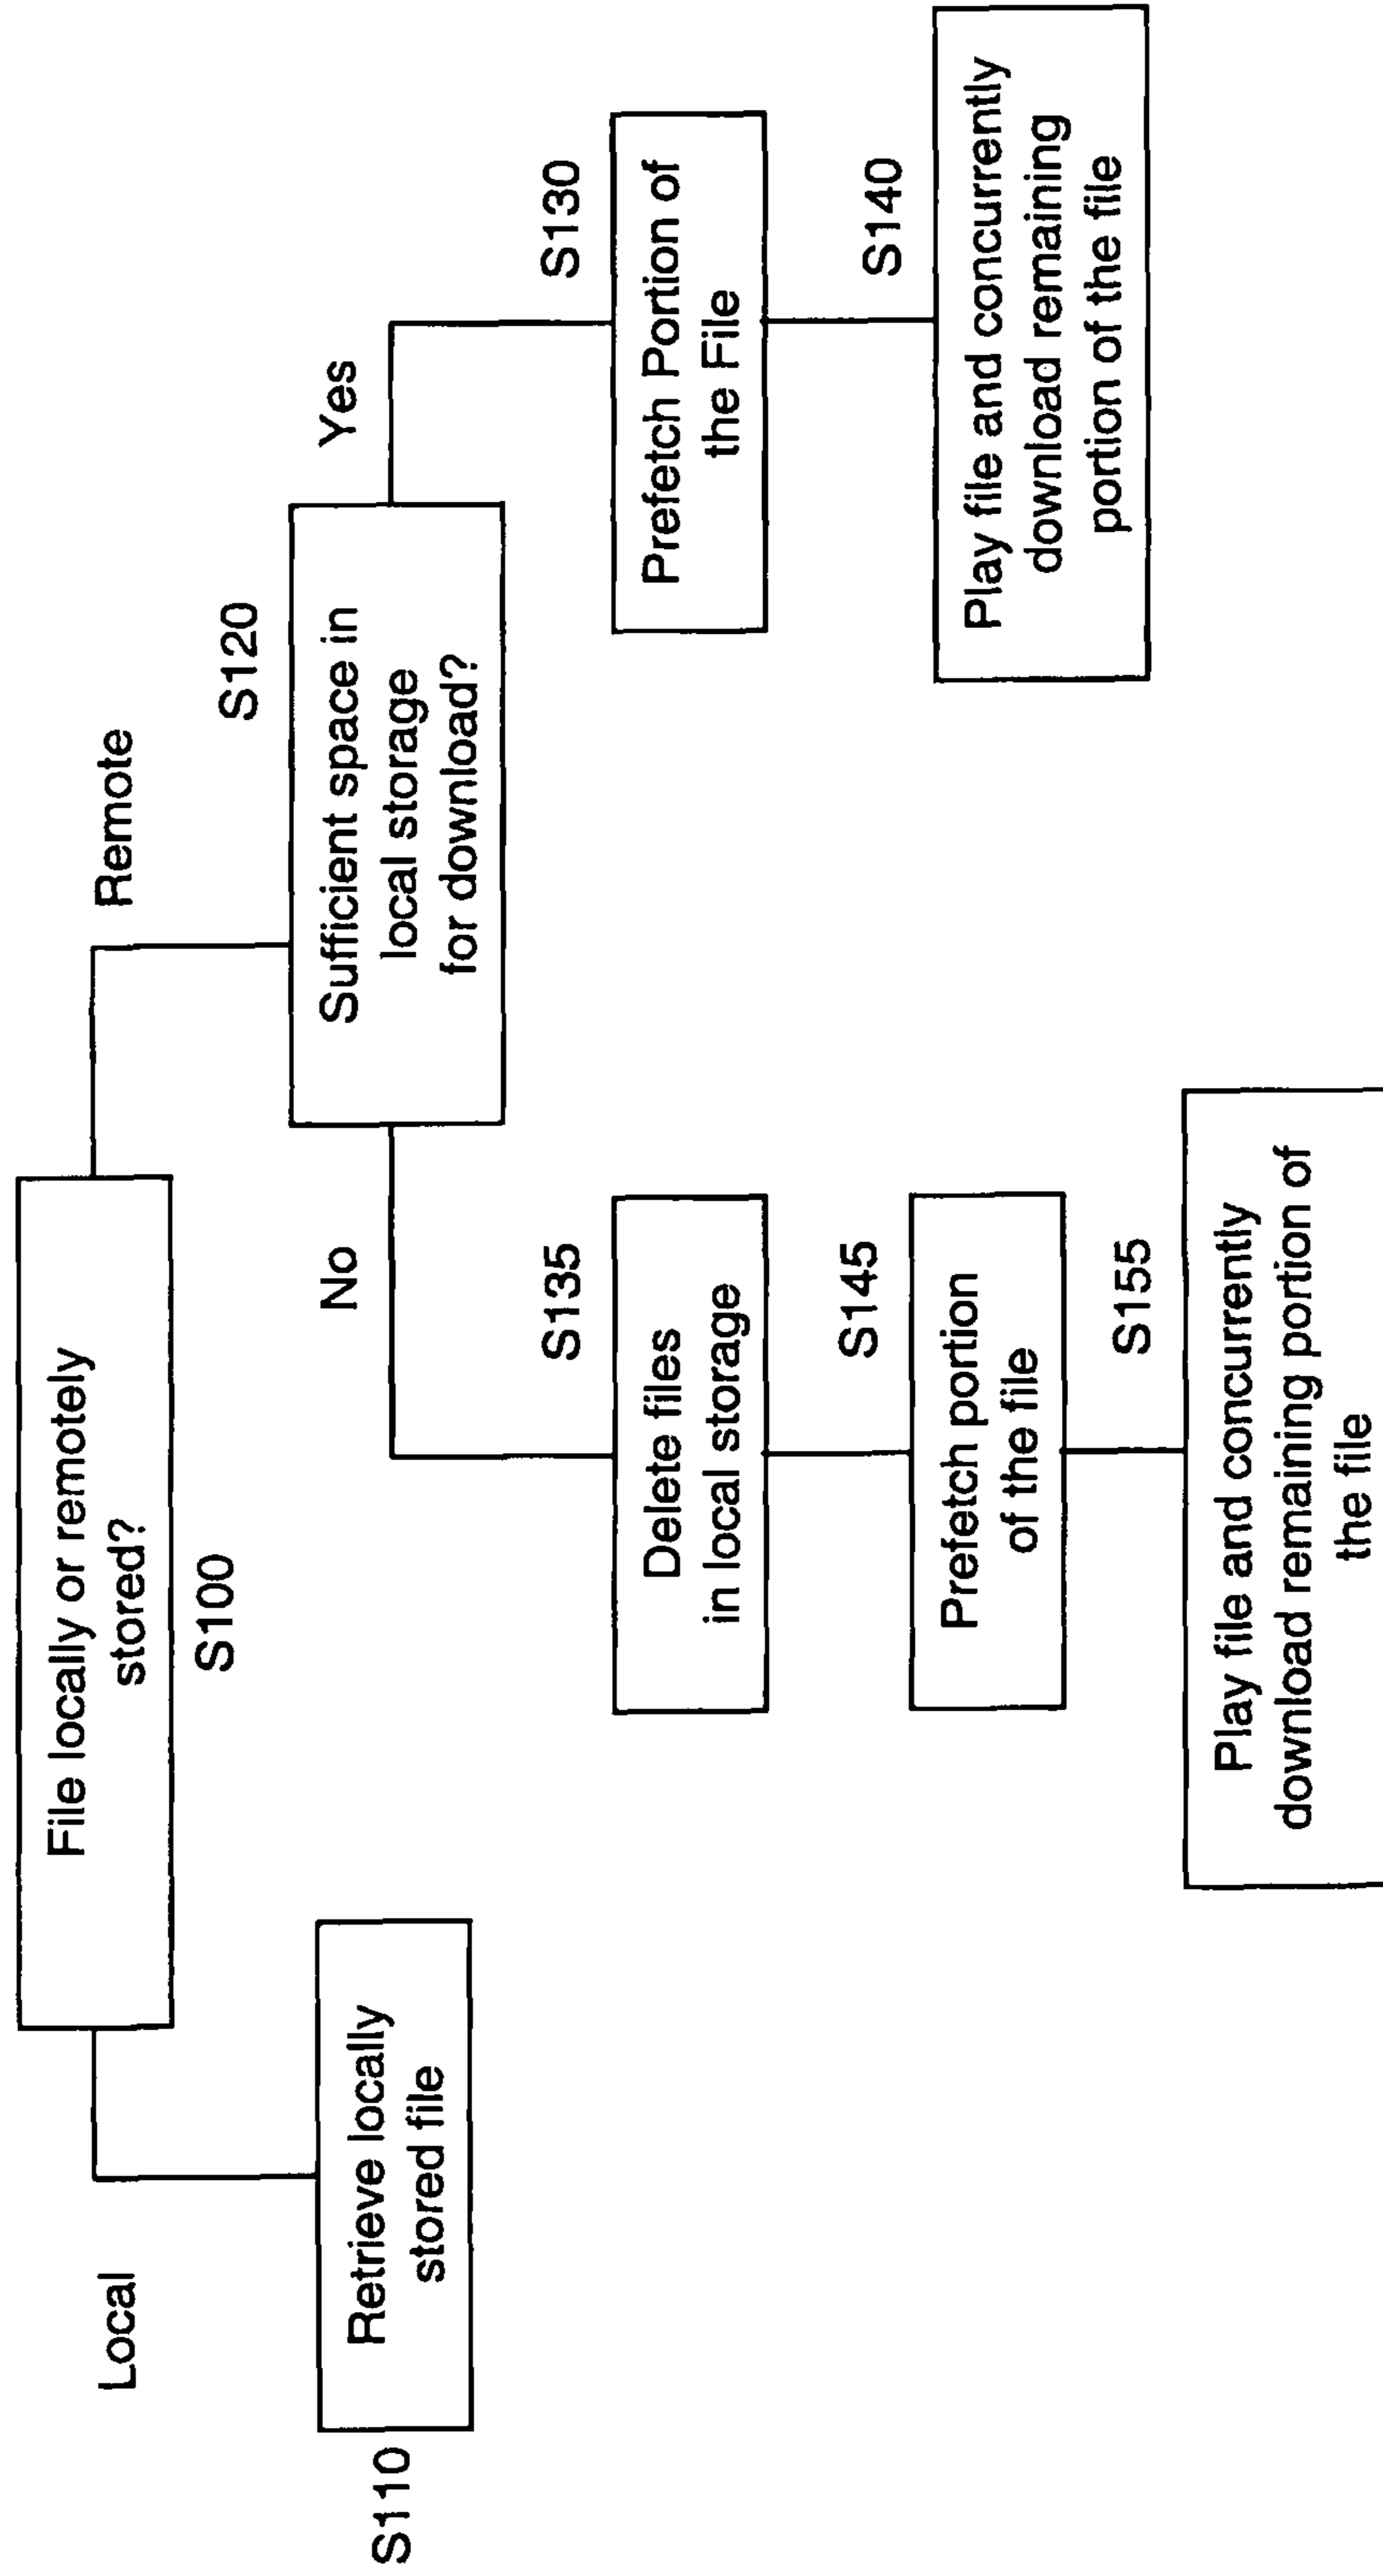 File locally or remotely
stored?
S100
Local
Remote
S110
Retrieve locally
stored file
S120
Sufficient space in
local storage
for download?
No
Yes
S135
Delete files
in local storage
S130
Prefetch Portion of
the File
S145
Prefetch portion
of the file
S140
Play file and concurrently
download remaining
portion of the file
S155
Play file and concurrently
download remaining portion of
the file